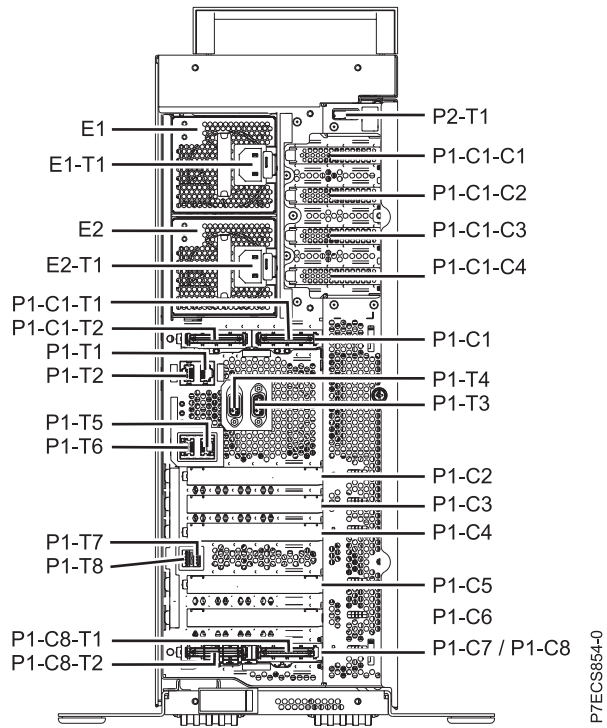 E1
E1-T1
E2
E2-T1
P1-C1-T1
P1-C1-T2
P1-T1
P1-T2
P1-T5
P1-T6
P1-T7
P1-T8
P1-C8-T1
P1-C8-T2
P2-T1
P1-C1-C1
P1-C1-C2
P1-C1-C3
P1-C1-C4
P1-C1
P1-T4
P1-T3
P1-C2
P1-C3
P1-C4
P1-C5
P1-C6
P1-C7 / P1-C8
P7ECS854-0